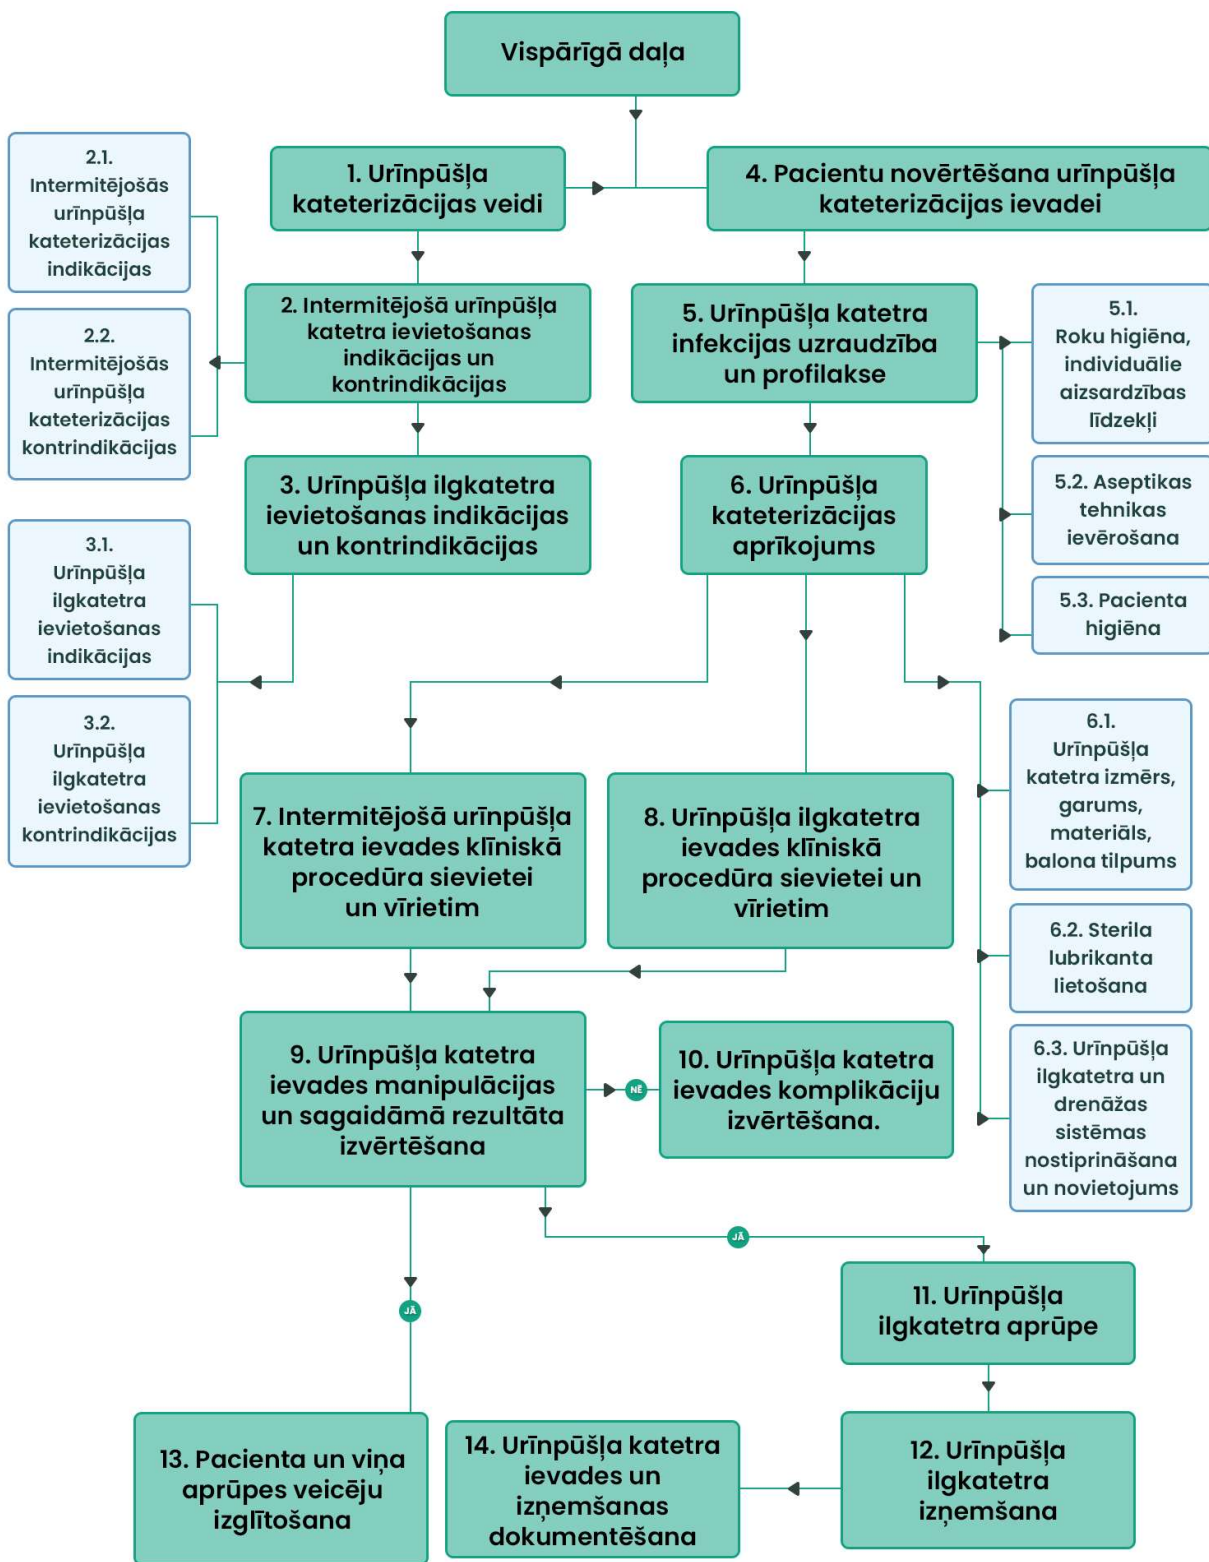 Vispārīgā daļa
1. Urīnpūšļa
kateterizācijas veidi
4. Pacientu novērtēšana urīnpūšļa
kateterizācijas ievadei
2.1.
Intermitējošās
urīnpūšļa
kateterizācijas
indikācijas
2.2.
Intermitējošās
urīnpūšļa
kateterizācijas
kontrindikācijas
2. Intermitējošā urīnpūšļa
katetra ievietošanas
indikācijas un
kontrindikācijas
5. Urīnpūšļa katetra
infekcijas uzraudzība
un profilakse
5.1.
Roku higiēna,
individuālie
aizsardzības
līdzekļi
5.2. Aseptikas
tehnikas
ievērošana
5.3. Pacienta
higiēna
3. Urīnpūšļa ilgkatetra
ievietošanas indikācijas
un kontrindikācijas
6. Urīnpūšļa
kateterizācijas
aprīkojums
3.1.
Urīnpūšļa
ilgkatetra
ievietošanas
indikācijas
3.2.
Urīnpūšļa
ilgkatetra
ievietošanas
kontrindikācijas
6.1.
Urīnpūšļa
katetra izmērs,
garums,
materiāls,
balona tilpums
6.2. Sterila
lubrikanta
lietošana
6.3. Urīnpūšļa
ilgkatetra un
drenāžas
sistēmas
nostiprināšana
un novietojums
7. Intermitējošā urīnpūšļa
katetra ievades klīniskā
procedūra sievietei
un vīrietim
8. Urīnpūšļa ilgkatetra
ievades klīniskā
procedūra sievietei un
vīrietim
9. Urīnpūšļa katetra
ievades manipulācijas
un sagaidāmā rezultāta
izvērtēšana
NĒ
10. Urīnpūšļa katetra
ievades komplikāciju
izvērtēšana.
JĀ
11. Urīnpūšļa
ilgkatetra aprūpe
JĀ
12. Urīnpūšļa
ilgkatetra
izņemšana
13. Pacienta un viņa
aprūpes veicēju
izglītošana
14. Urīnpūšļa katetra
ievades un
izņemšanas
dokumentēšana